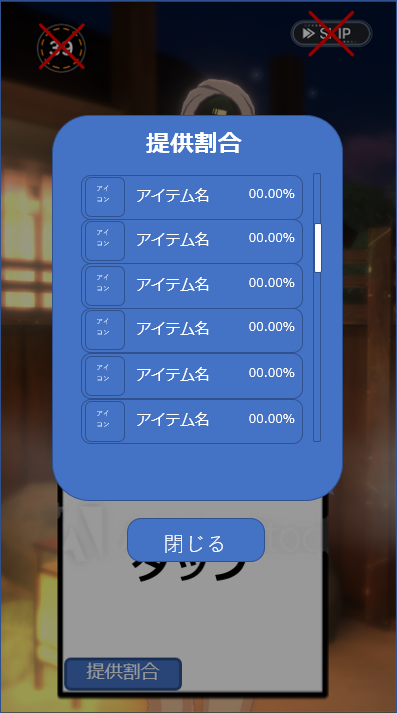 39
SKIP
提供割合
アイ
コン
アイテム名 00.00%
アイ
コン
アイテム名 00.00%
アイ
コン
アイテム名 00.00%
アイ
コン
アイテム名 00.00%
アイ
コン
アイテム名 00.00%
アイ
コン
アイテム名 00.00%
閉じる
タップ
提供割合